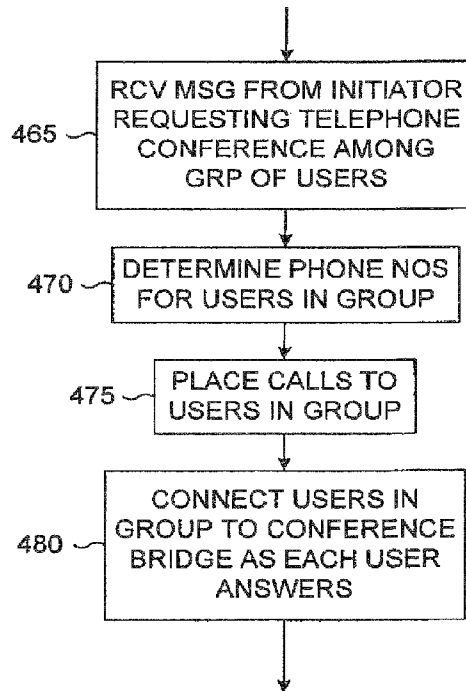 465
RCV MSG FROM INITIATOR
REQUESTING TELEPHONE
CONFERENCE AMONG
GRP OF USERS
470
DETERMINE PHONE NOS
FOR USERS IN GROUP
475
PLACE CALLS TO
USERS IN GROUP
480
CONNECT USERS IN
GROUP TO CONFERENCE
BRIDGE AS EACH USER
ANSWERS